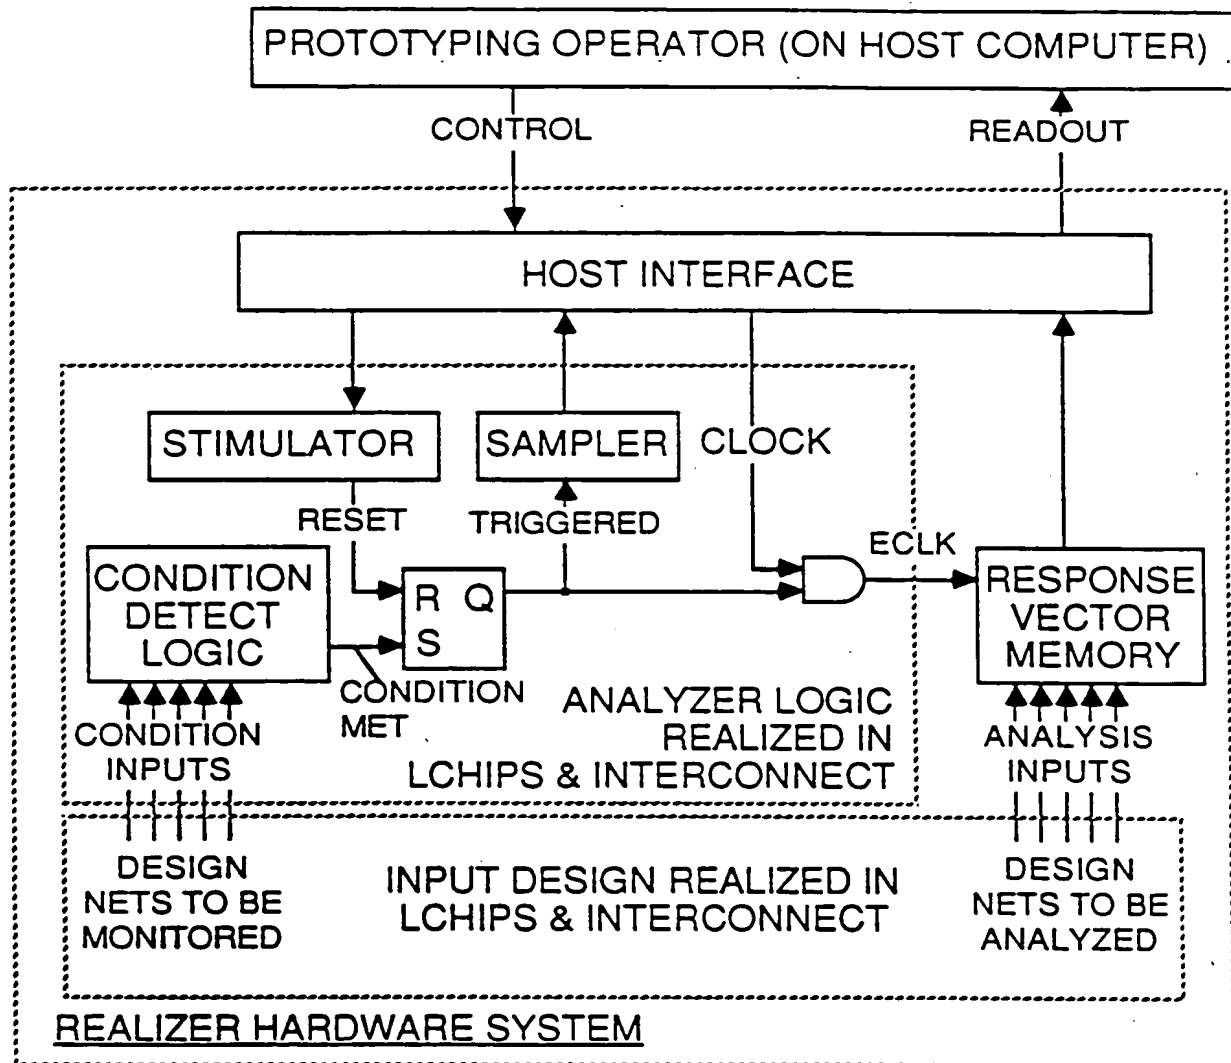 PROTOTYPING OPERATOR (ON HOST COMPUTER)
CONTROL
READOUT
HOST INTERFACE
STIMULATOR
SAMPLER
CLOCK
RESET
TRIGGERED
ECLK
CONDITION
DETECT
LOGIC
R Q
S
RESPONSE
VECTOR
MEMORY
CONDITION
MET
ANALYZER LOGIC
REALIZED IN
LCHIPS & INTERCONNECT
CONDITION
INPUTS
ANALYSIS
INPUTS
DESIGN
NETS TO BE
MONITORED
INPUT DESIGN REALIZED IN
LCHIPS & INTERCONNECT
DESIGN
NETS TO BE
ANALYZED
REALIZER HARDWARE SYSTEM